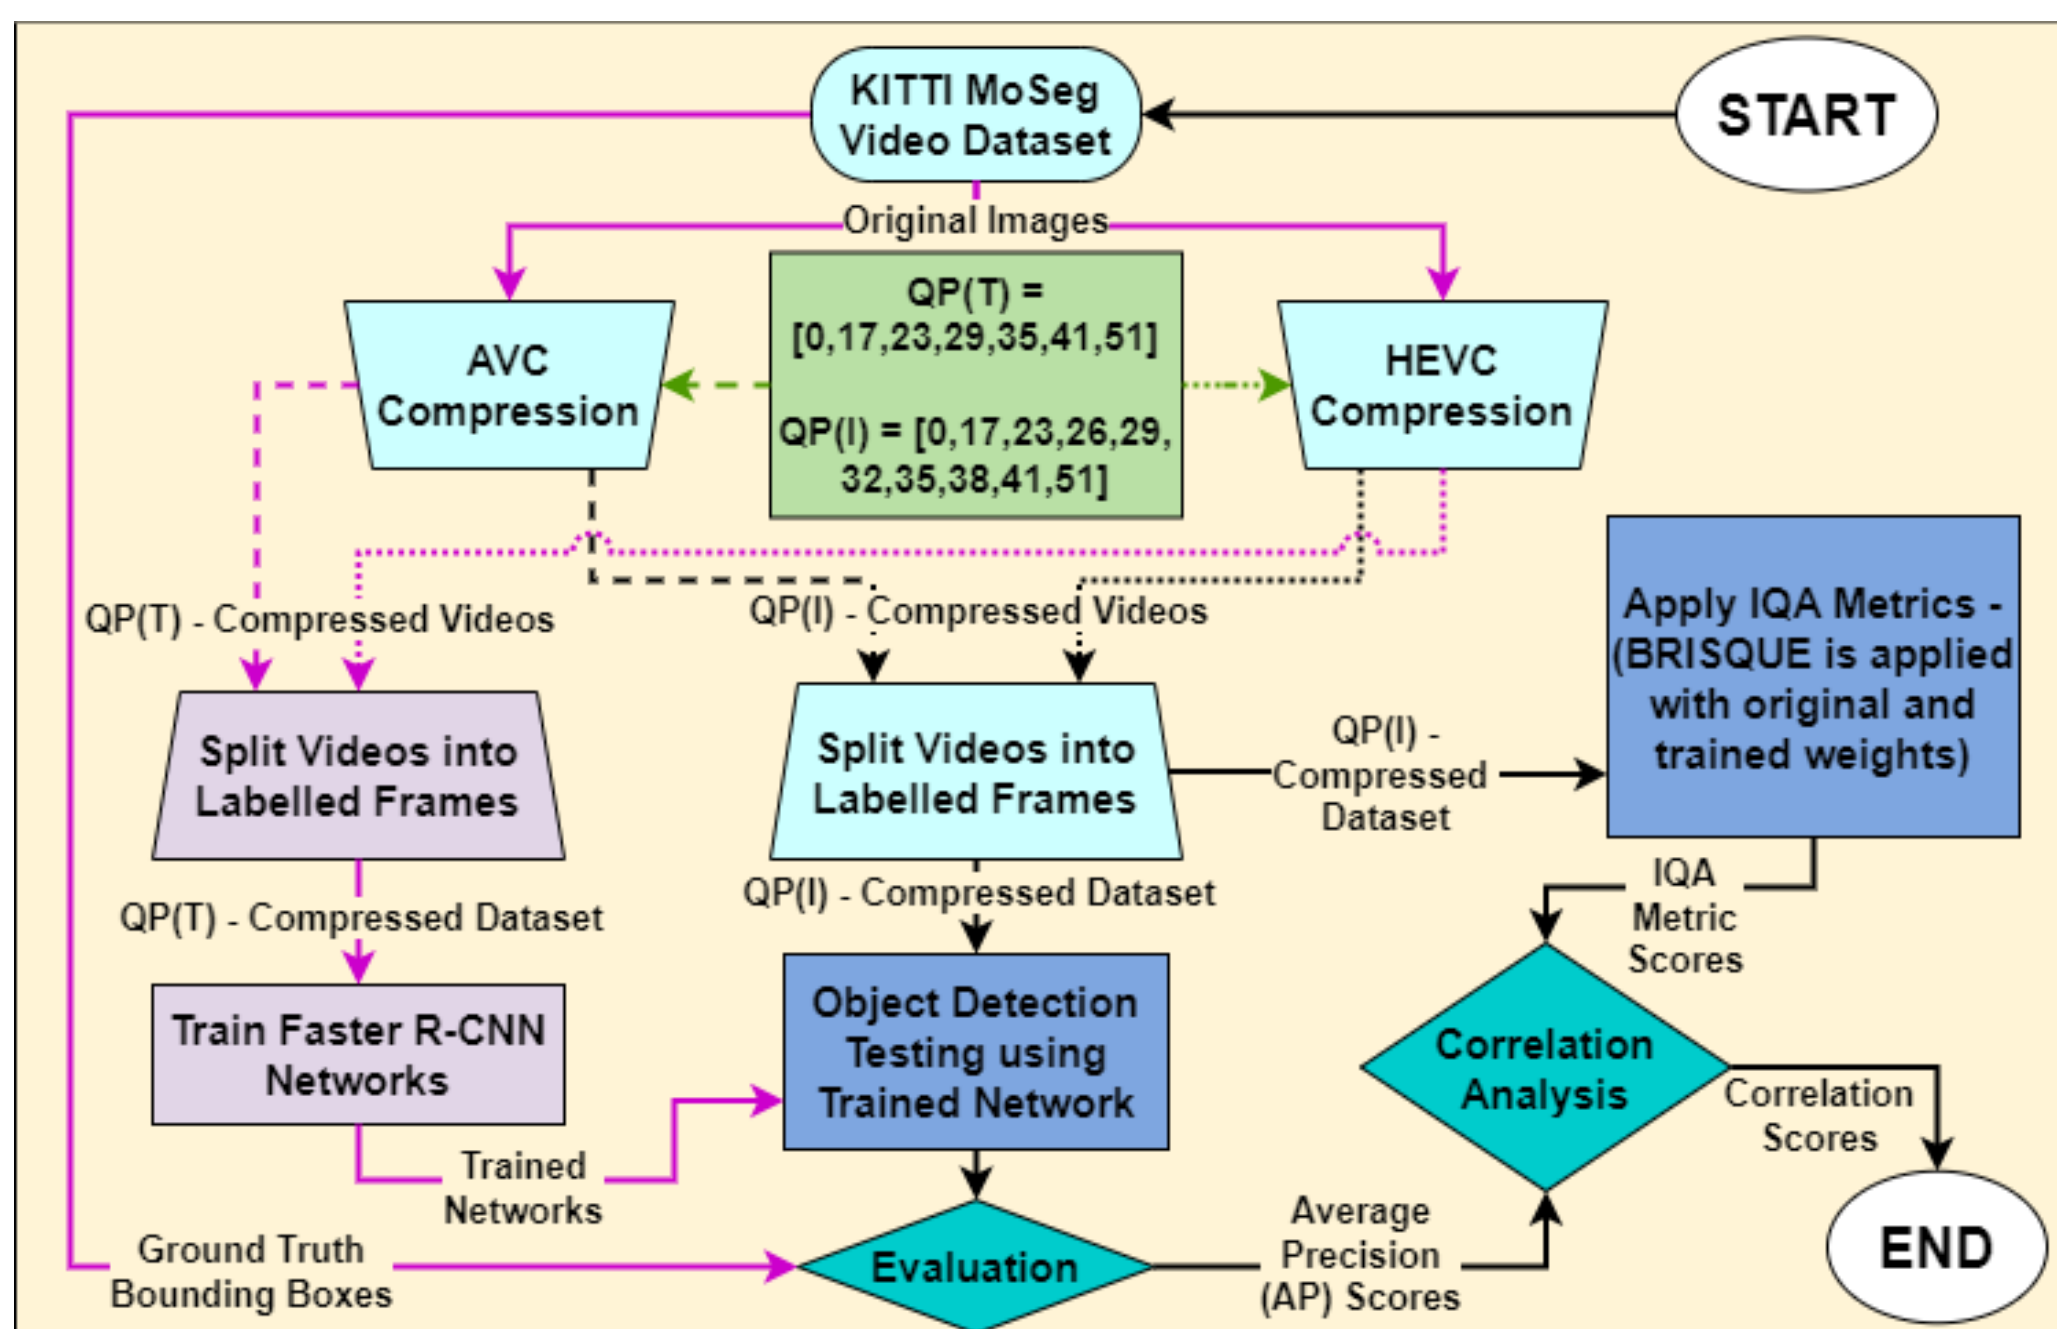 KITTI MoSeg
Video Dataset
START
Original Images
QP(T) =
[0,17,23,29,35,41,51]
QP(I) = [0,17,23,26,29,
32,35,38,41,51]
AVC
Compression
HEVC
Compression
QP(T) - Compressed Videos
QP(I) - Compressed Videos
Apply IQA Metrics -
(BRISQUE is applied
with original and
trained weights)
Split Videos into
Labelled Frames
Split Videos into
Labelled Frames
QP(I) -
Compressed
Dataset
QP(T) - Compressed Dataset
QP(I) - Compressed Dataset
IQA
Metric
Scores
Train Faster R-CNN
Networks
Object Detection
Testing using
Trained Network
Correlation
Analysis
Correlation
Scores
Trained
Networks
Ground Truth
Bounding Boxes
Evaluation
Average
Precision
(AP) Scores
END